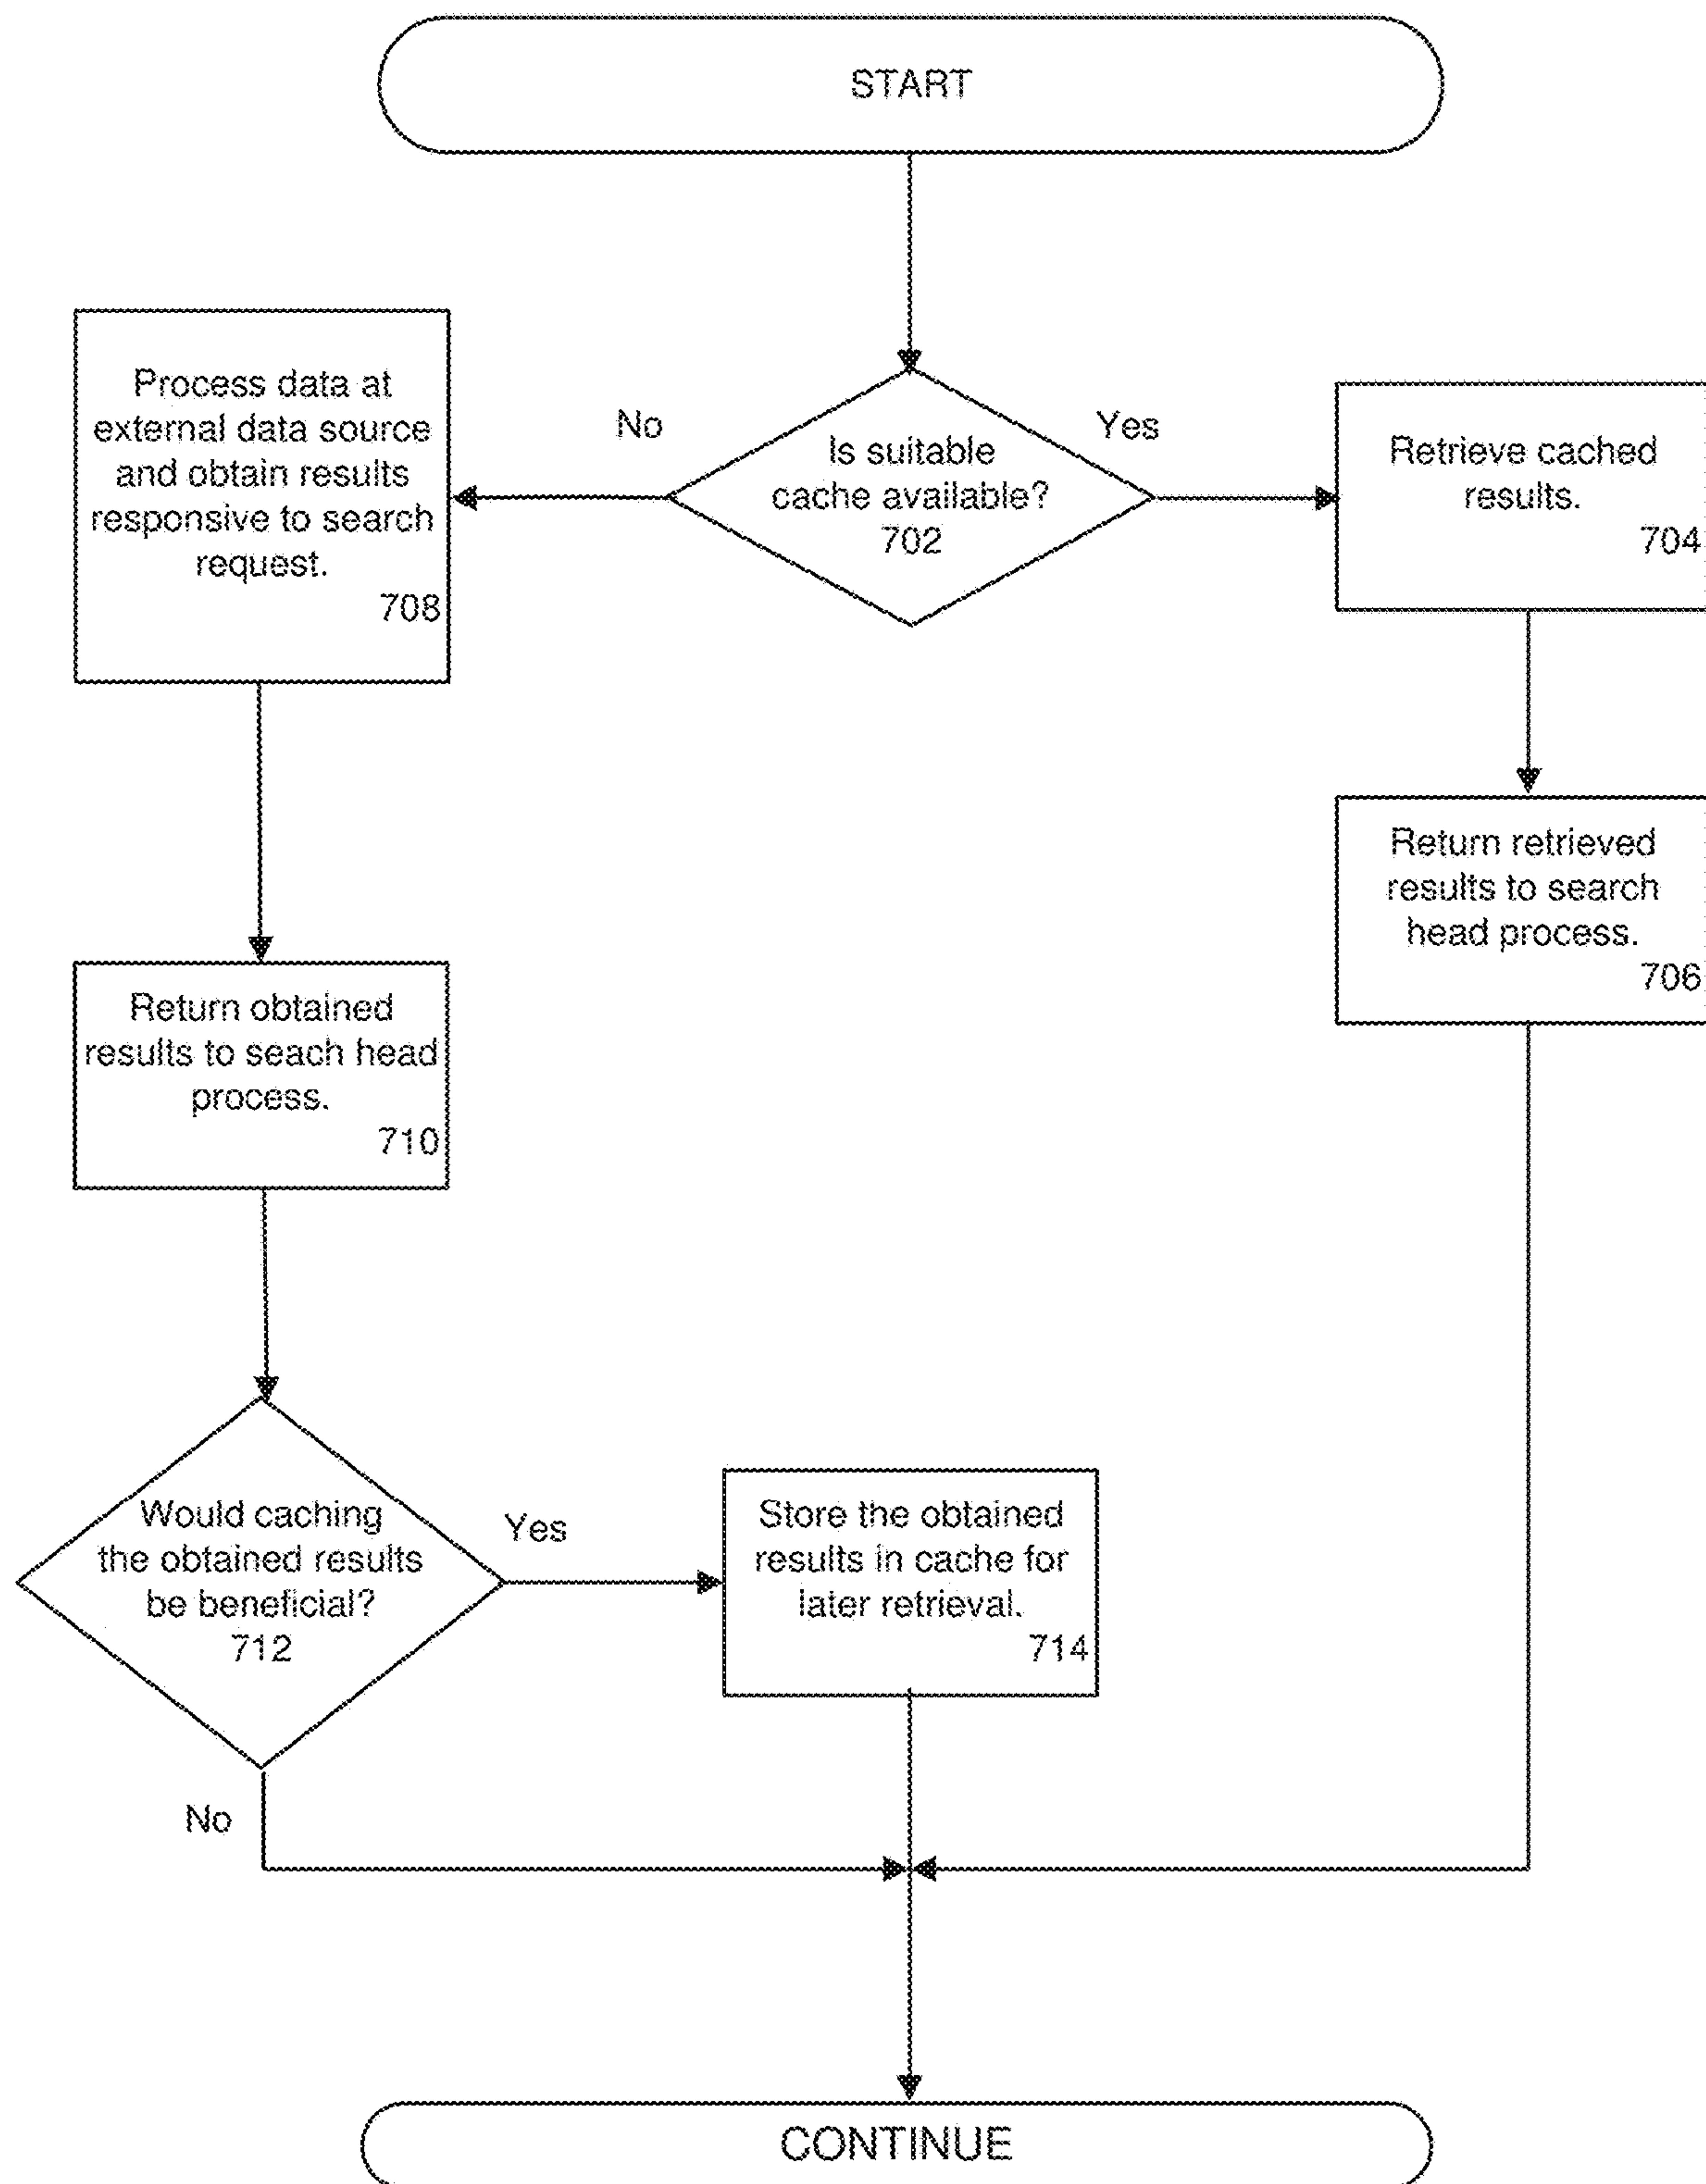 START
Process data at
external data source
and obtain results
responsive to search
request.
708
No
Is suitable
cache available?
702
Yes
Retrieve cached
results.
704
Return retrieved
results to search
head process.
706
Return obtained
results to seach head
process.
710
Would caching
the obtained results
be beneficial?
712
Yes
Store the obtained
results in cache for
later retrieval.
714
No
CONTINUE